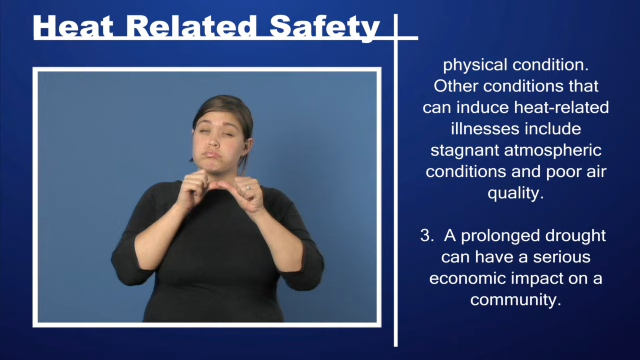 Heat Related Safety
physical condition.
Other conditions that
can induce heat-related
illnesses include
stagnant atmospheric
conditions and poor air
quality.
3. A prolonged drought
can have a serious
economic impact on a
community.